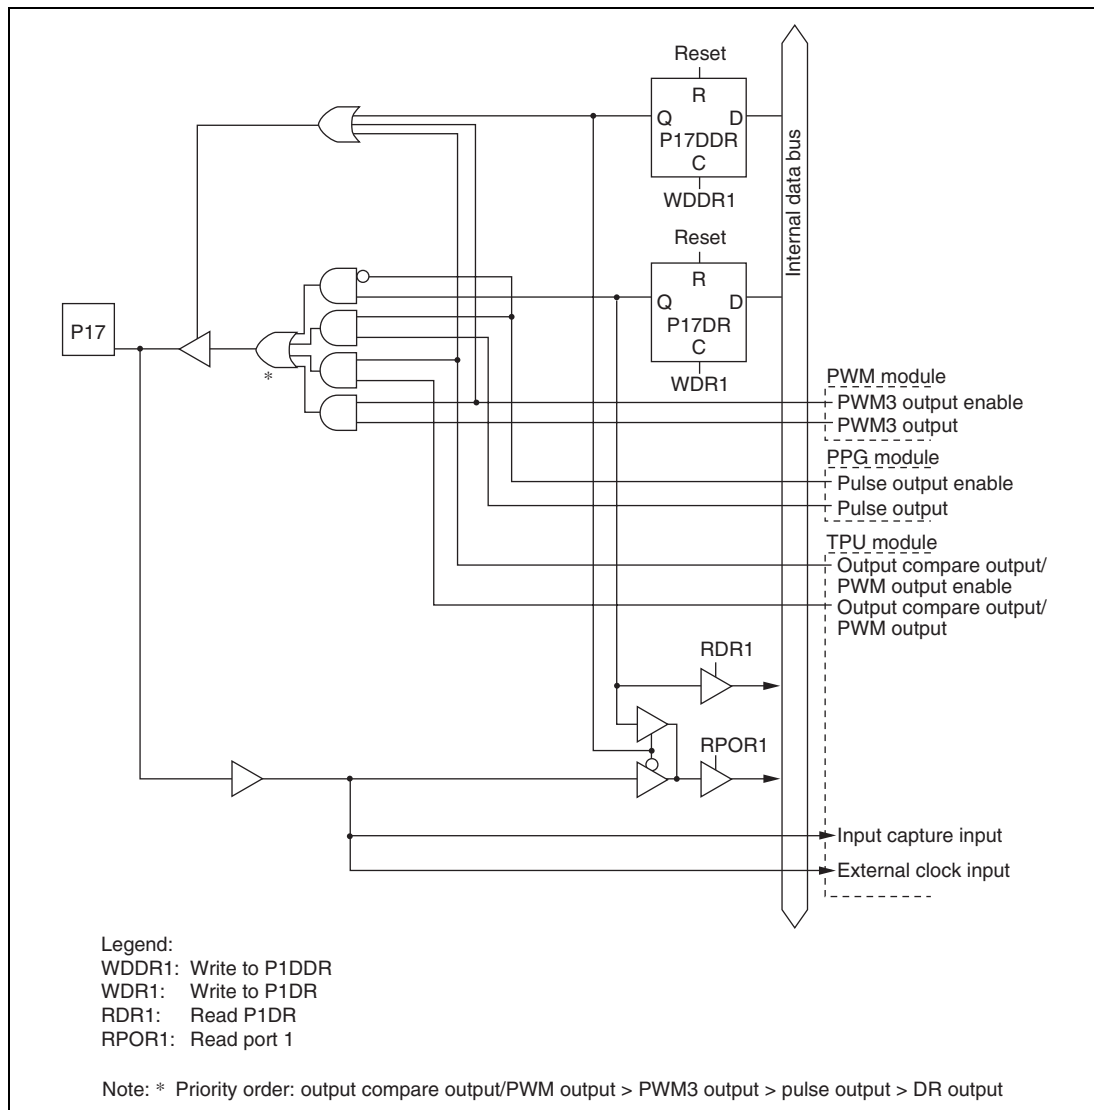 Reset
R
Q D
P17DDR
C
WDDR1
Internal data bus
Reset
R
Q D
P17DR
C
WDR1
P17
*
PWM module
PWM3 output enable
PWM3 output
PPG module
Pulse output enable
Pulse output
TPU module
Output compare output/
PWM output enable
Output compare output/
PWM output
RDR1
RPOR1
Input capture input
External clock input
Legend:
WDDR1: Write to P1DDR
WDR1: Write to P1DR
RDR1: Read P1DR
RPOR1: Read port 1
Note: * Priority order: output compare output/PWM output > PWM3 output > pulse output > DR output